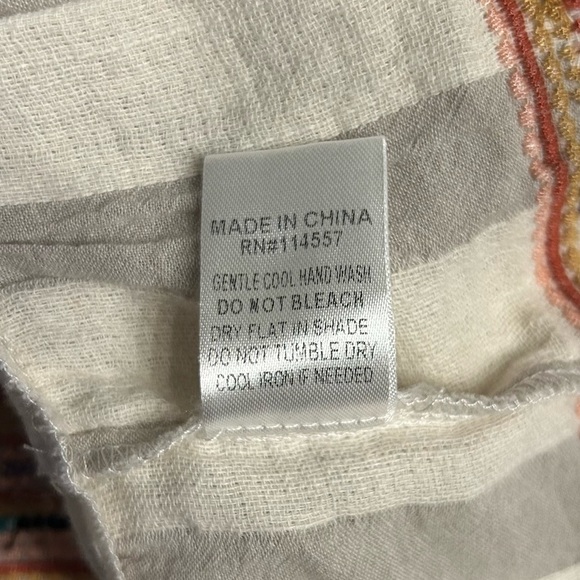 MADE IN CHINA
RN#114557
GENTLE COOL HAND WASH
DO NOT BLEACH
DRY FLAT IN SHADE
DO NOT TUMBLE DRY
COOL IRON IF NEEDED